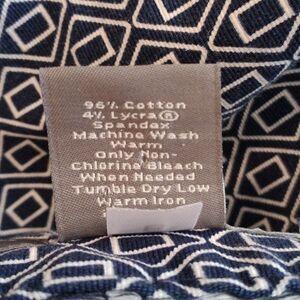 96% Cotton
4% Lycra®
Spandex
Machine Wash
Warm
Only Non-
Chlorine Bleach
When Needed
Tumble Dry Low
Warm Iron